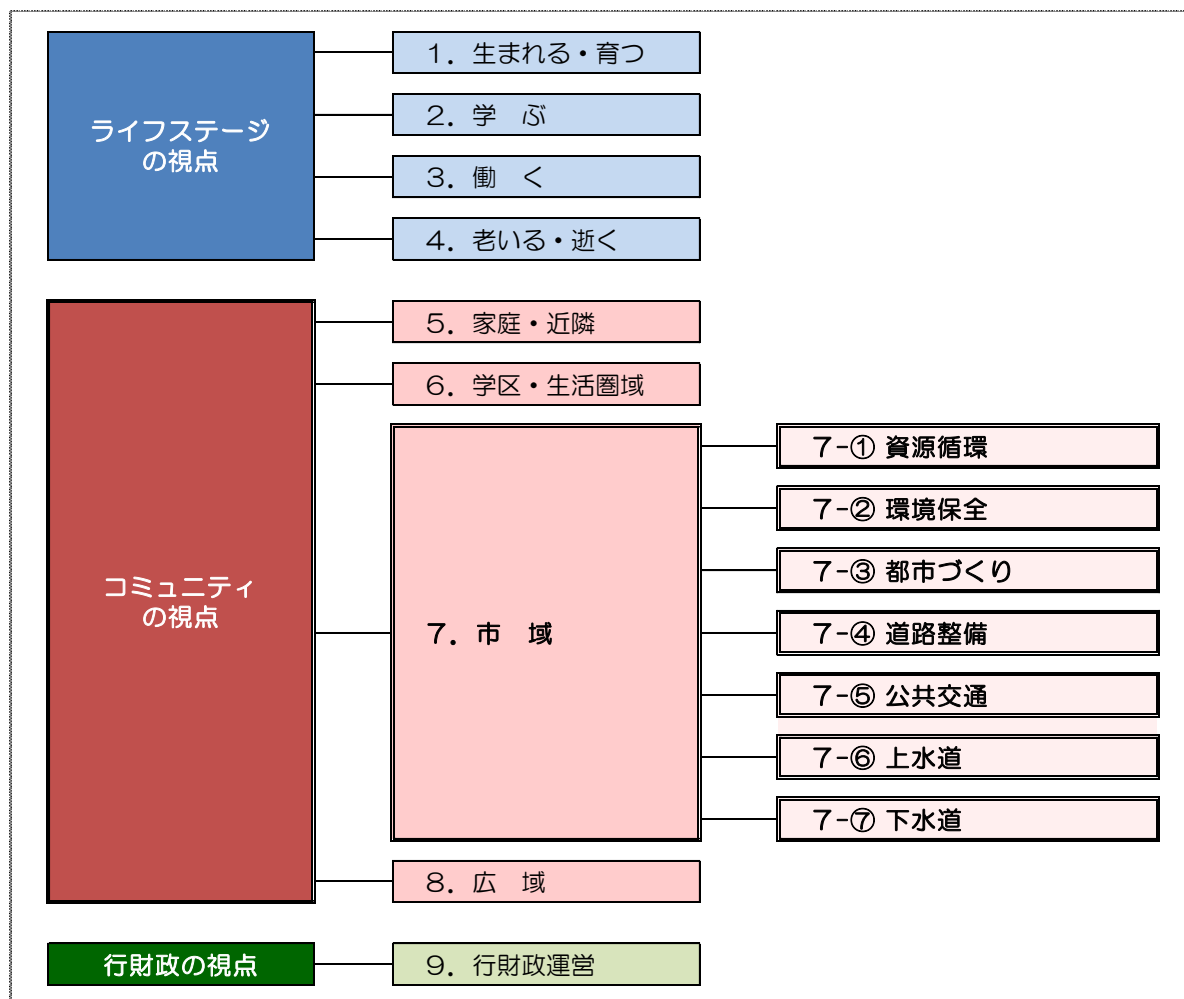 ライフステージ
の視点
1．生まれる・育つ
2．学　ぶ
3．働　く
4．老いる・逝く
コミュニティ
の視点
5．家庭・近隣
6．学区・生活圏域
7．市　域
7-① 資源循環
7-② 環境保全
7-③ 都市づくり
7-④ 道路整備
7-⑤ 公共交通
7-⑥ 上水道
7-⑦ 下水道
8．広　域
行財政の視点
9．行財政運営